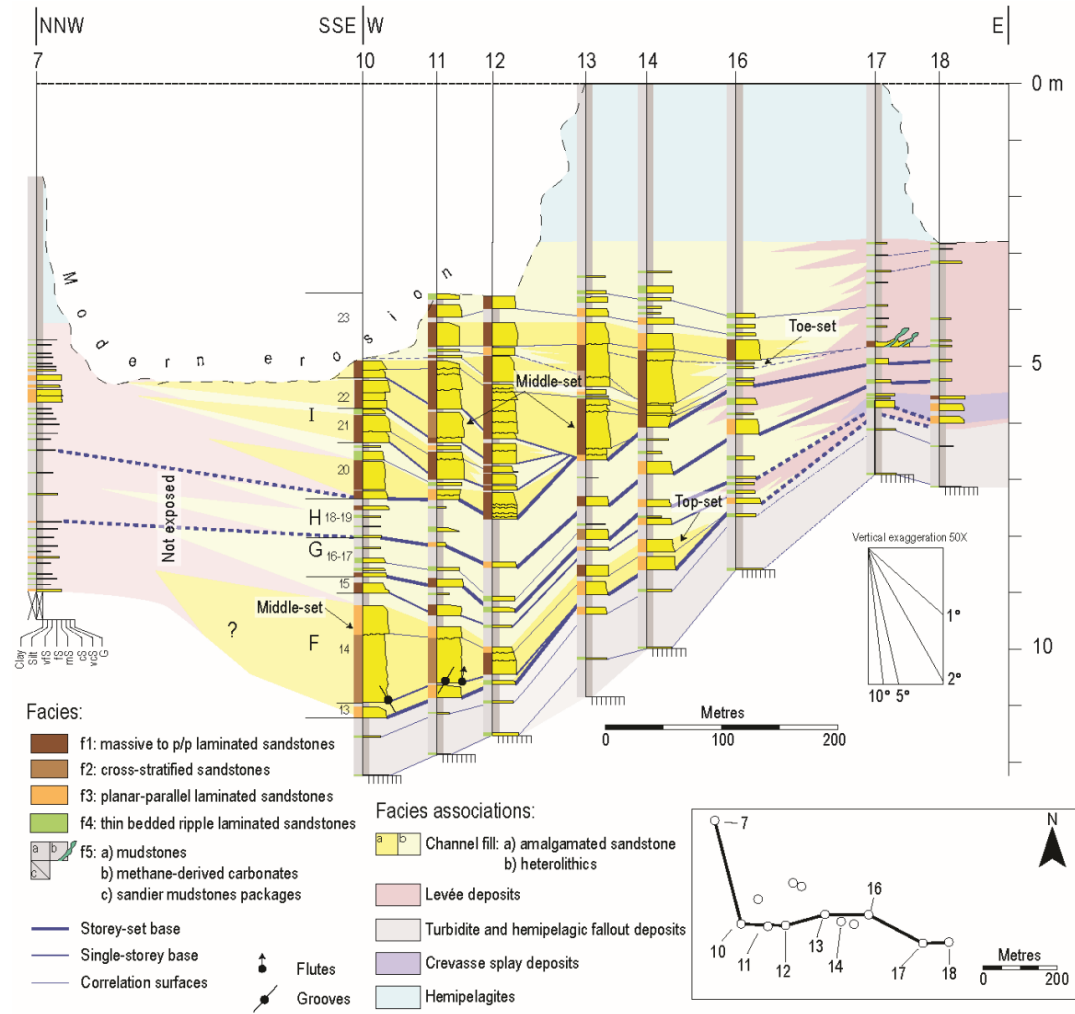 NNW SSE W E
7 10 11 12 13 14 16 17 18
0 m
5
10
Modern erosion
23
22
I
21
20
H 18-19
G 16-17
15
F
14
13
Not exposed
?
Middle-set
Middle-set
Toe-set
Top-set
Vertical exaggeration 50X
1°
2°
10° 5°
Clay Silt vfS fS mS cS vcS G
Metres
0 100 200
Facies:
f1: massive to p/p laminated sandstones
f2: cross-stratified sandstones
f3: planar-parallel laminated sandstones
f4: thin bedded ripple laminated sandstones
a b c
f5: a) mudstones
b) methane-derived carbonates
c) sandier mudstones packages
Storey-set base
Single-storey base
Correlation surfaces
Flutes
Grooves
Facies associations:
a b
Channel fill: a) amalgamated sandstone
b) heterolithics
Levée deposits
Turbidite and hemipelagic fallout deposits
Crevasse splay deposits
Hemipelagites
7
N
16
10
11
12
13
14
17
18
Metres
0 200